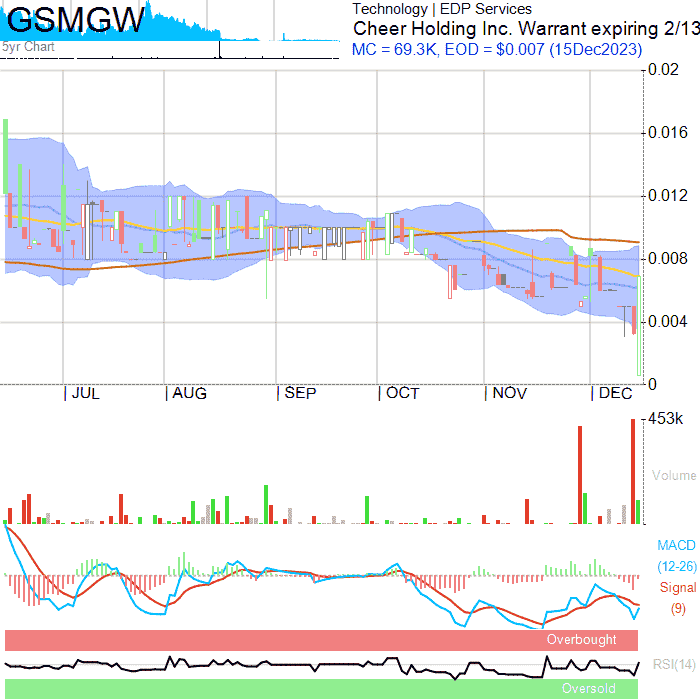 GSMGW
Technology | EDP Services
Cheer Holding Inc. Warrant expiring 2/13
MC = 69.3K, EOD = $0.007 (15Dec2023)
5yr Chart
0.02
0.016
0.012
0.008
0.004
0
JUL
AUG
SEP
OCT
NOV
DEC
453k
Volume
MACD
(12-26)
Signal
(9)
Overbought
RSI(14)
Oversold